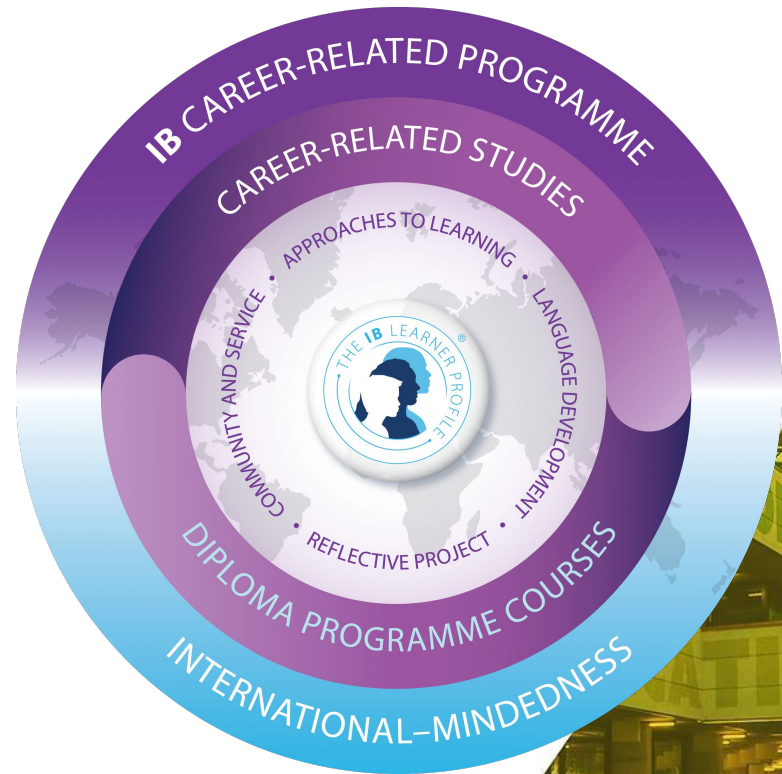 IB CAREER-RELATED PROGRAMME
CAREER-RELATED STUDIES
• APPROACHES TO LEARNING •
LANGUAGE DEVELOPMENT •
REFLECTIVE PROJECT •
COMMUNITY AND SERVICE
• THE IB LEARNER PROFILE •
®
DIPLOMA PROGRAMME COURSES
INTERNATIONAL–MINDEDNESS